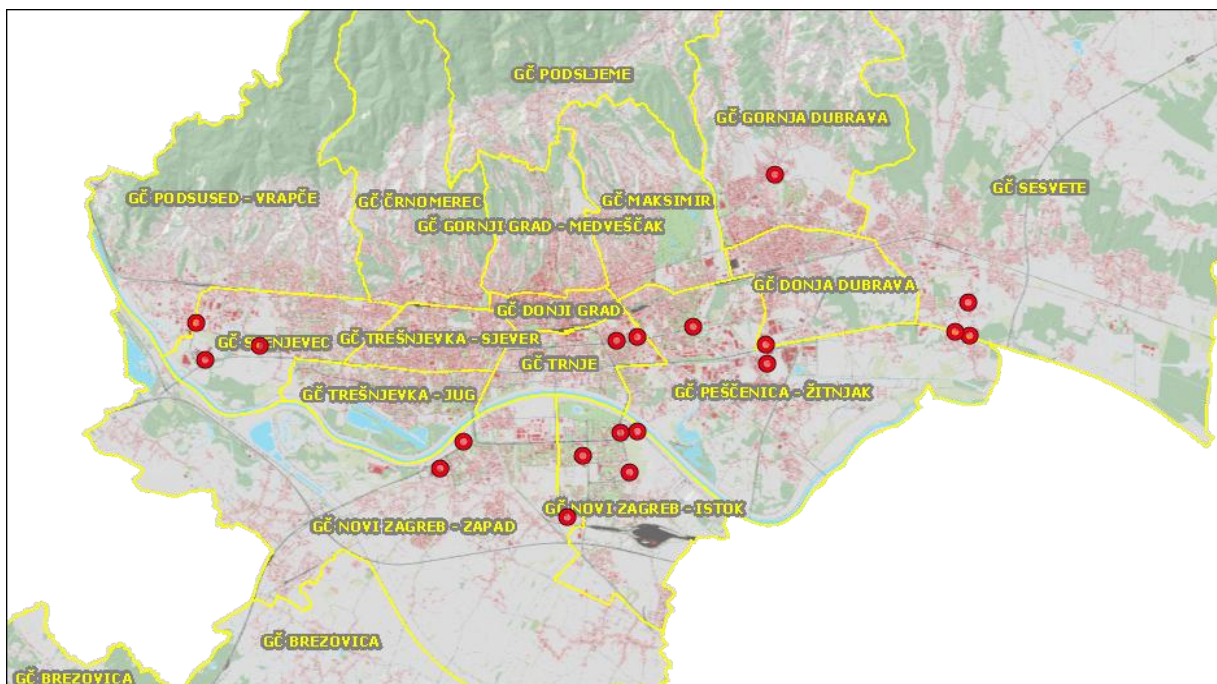 GČ PODSLJEME
GČ GORNJA DUBRAVA
GČ SESVETE
GČ PODSUSED - VRAPČE
GČ ČRNOMEREC
GČ MAKSIMIR
GČ GORNJI GRAD - MEDVEŠČAK
GČ DONJA DUBRAVA
GČ DONJI GRAD
GČ STENJEVEC
GČ TREŠNJEVKA - SJEVER
GČ TRNJE
GČ TREŠNJEVKA - JUG
GČ PEŠČENICA - ŽITNJAK
GČ NOVI ZAGREB - ISTOK
GČ NOVI ZAGREB - ZAPAD
GČ BREZOVICA
GČ BREZOVICA